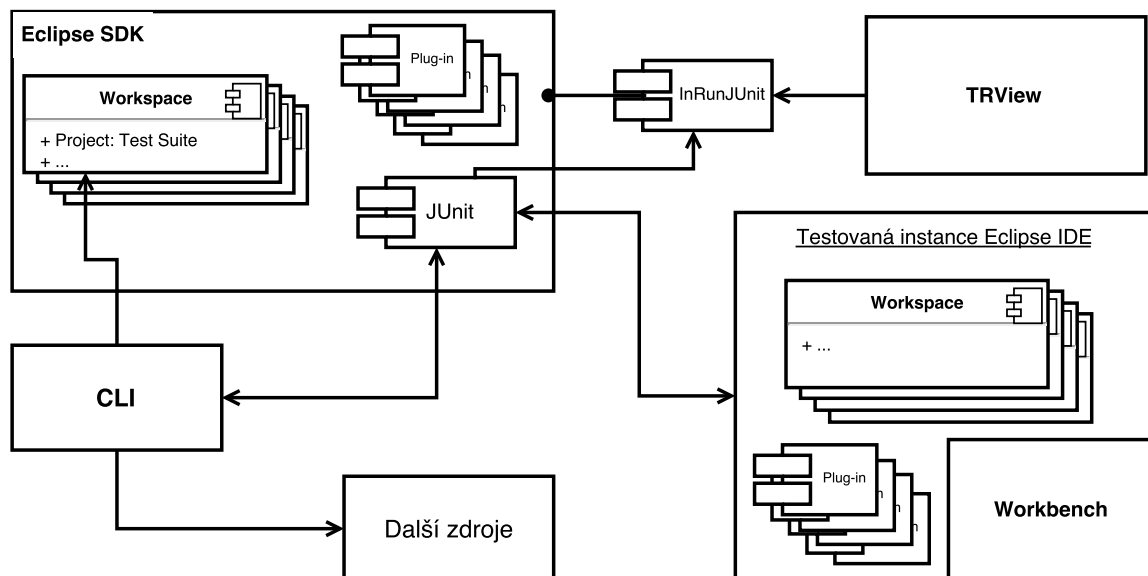 Eclipse SDK
Plug-in
Workspace
+ Project: Test Suite
+ ...
JUnit
InRunJUnit
TRView
Testovaná instance Eclipse IDE
Workspace
+ ...
CLI
Další zdroje
Plug-in
Workbench